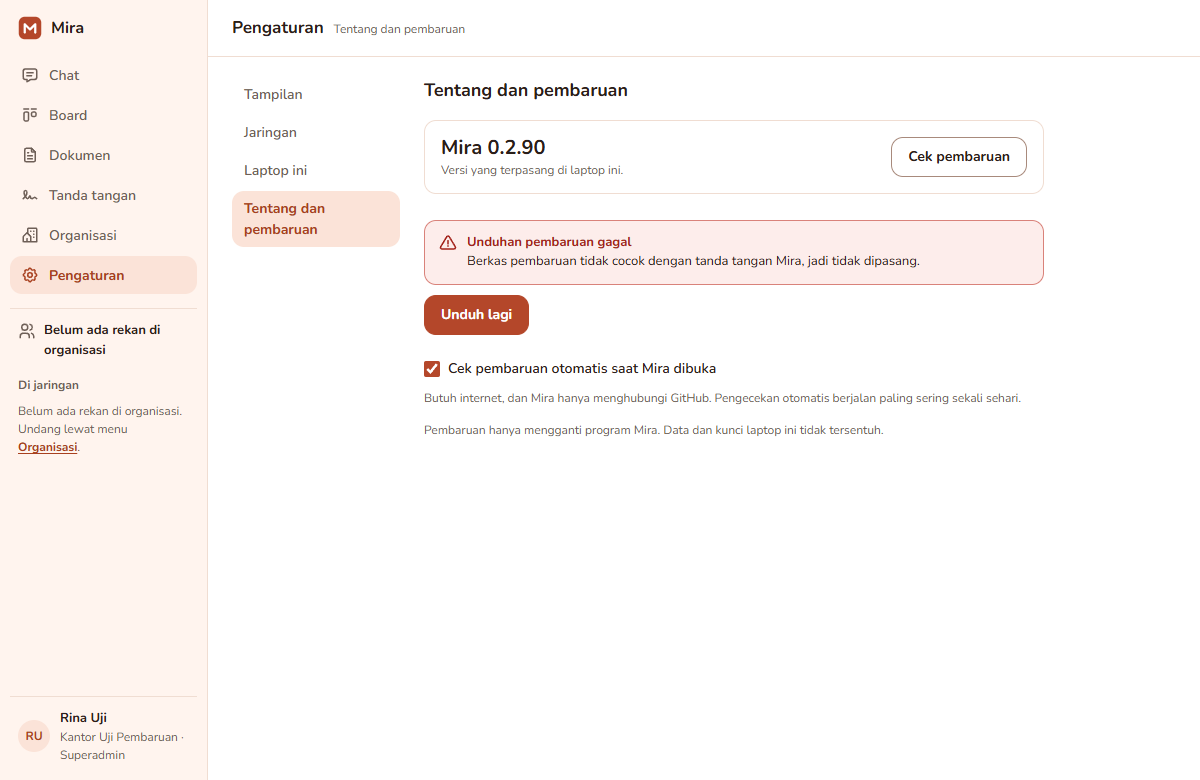 Mira
Chat
Board
Dokumen
Tanda tangan
Organisasi
Pengaturan
Belum ada rekan di
organisasi
Di jaringan
Belum ada rekan di organisasi.
Undang lewat menu
Organisasi.
RU
Rina Uji
Kantor Uji Pembaruan ·
Superadmin
Pengaturan Tentang dan pembaruan
Tampilan
Jaringan
Laptop ini
Tentang dan
pembaruan
Tentang dan pembaruan
Mira 0.2.90
Versi yang terpasang di laptop ini.
Cek pembaruan
Unduhan pembaruan gagal
Berkas pembaruan tidak cocok dengan tanda tangan Mira, jadi tidak dipasang.
Unduh lagi
Cek pembaruan otomatis saat Mira dibuka
Butuh internet, dan Mira hanya menghubungi GitHub. Pengecekan otomatis berjalan paling sering sekali sehari.
Pembaruan hanya mengganti program Mira. Data dan kunci laptop ini tidak tersentuh.